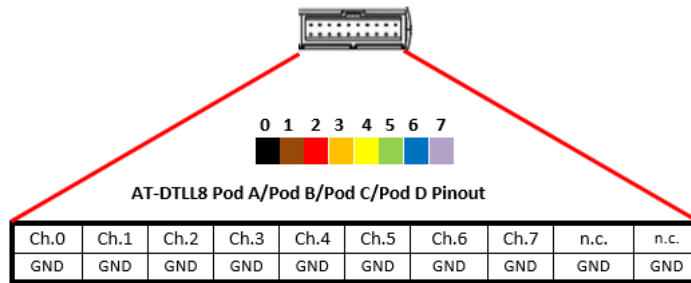 0 1 2 3 4 5 6 7
AT-DTLL8 Pod A/Pod B/Pod C/Pod D Pinout
Ch.0 Ch.1 Ch.2 Ch.3 Ch.4 Ch.5 Ch.6 Ch.7 n.c. n.c.
GND GND GND GND GND GND GND GND GND GND